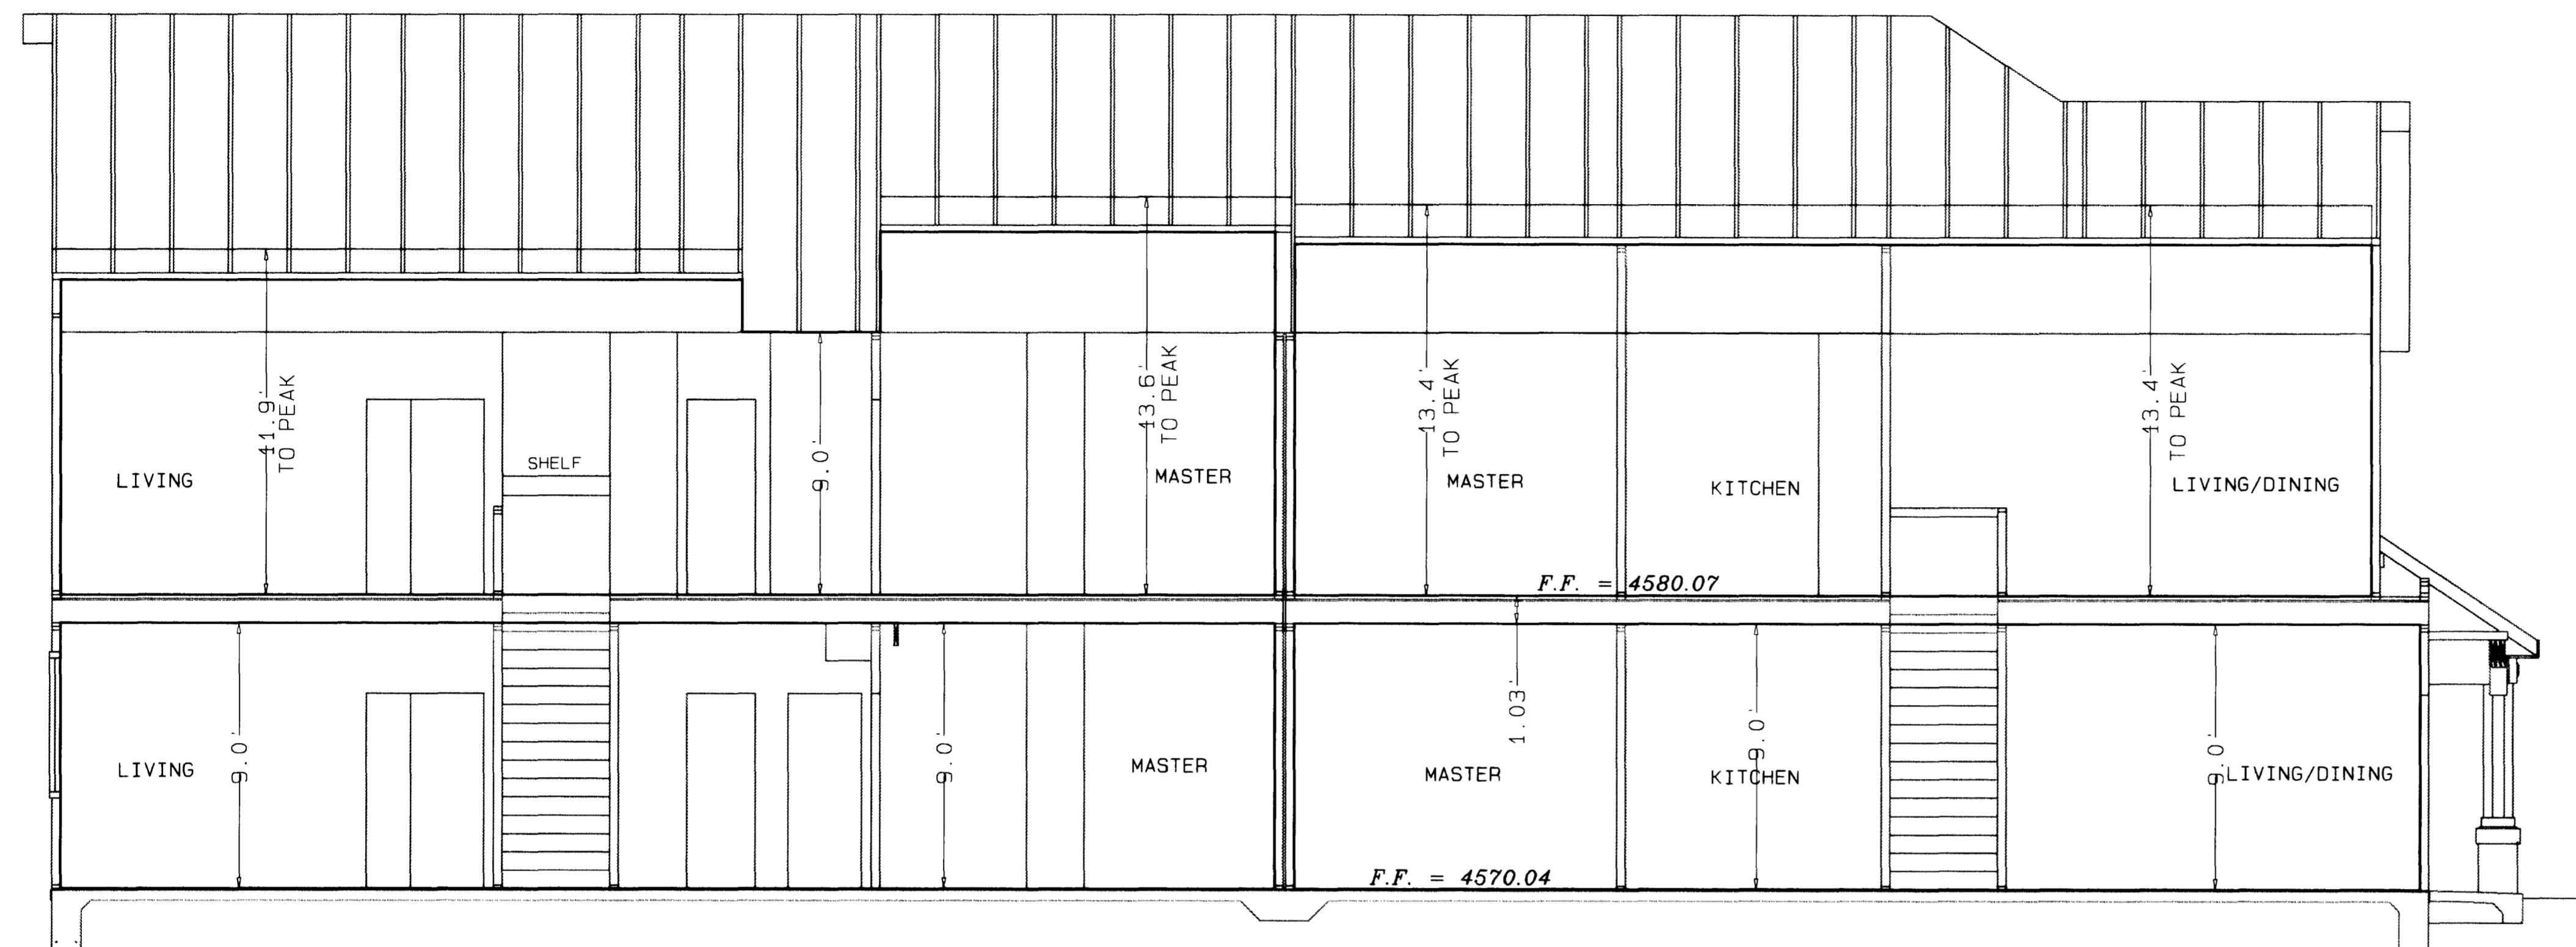 11.9'
TO PEAK
13.6'
TO PEAK
13.4'
TO PEAK
13.4'
TO PEAK
9.0'
SHELF
LIVING
MASTER
MASTER
KITCHEN
LIVING/DINING
F.F. = 4580.07
1.03'
9.0'
9.0'
9.0'
9.0'
LIVING
MASTER
MASTER
KITCHEN
LIVING/DINING
F.F. = 4570.04